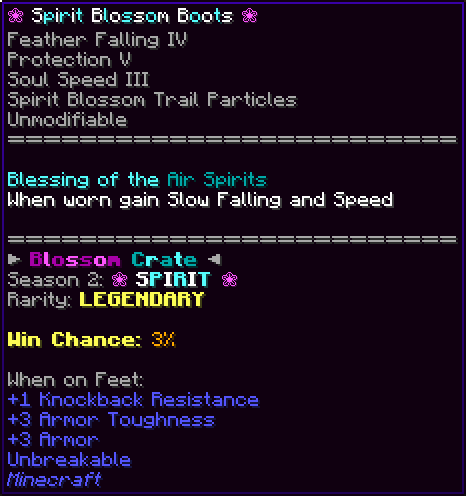 ❀ Spirit Blossom Boots ❀
Feather Falling IV
Protection V
Soul Speed III
Spirit Blossom Trail Particles
Unmodifiable
============================
Blessing of the Air Spirits
When worn gain Slow Falling and Speed
============================
► Blossom Crate ◄
Season 2: ❀ SPIRIT ❀
Rarity: LEGENDARY
Win Chance: 3%
When on Feet:
+1 Knockback Resistance
+3 Armor Toughness
+3 Armor
Unbreakable
Minecraft